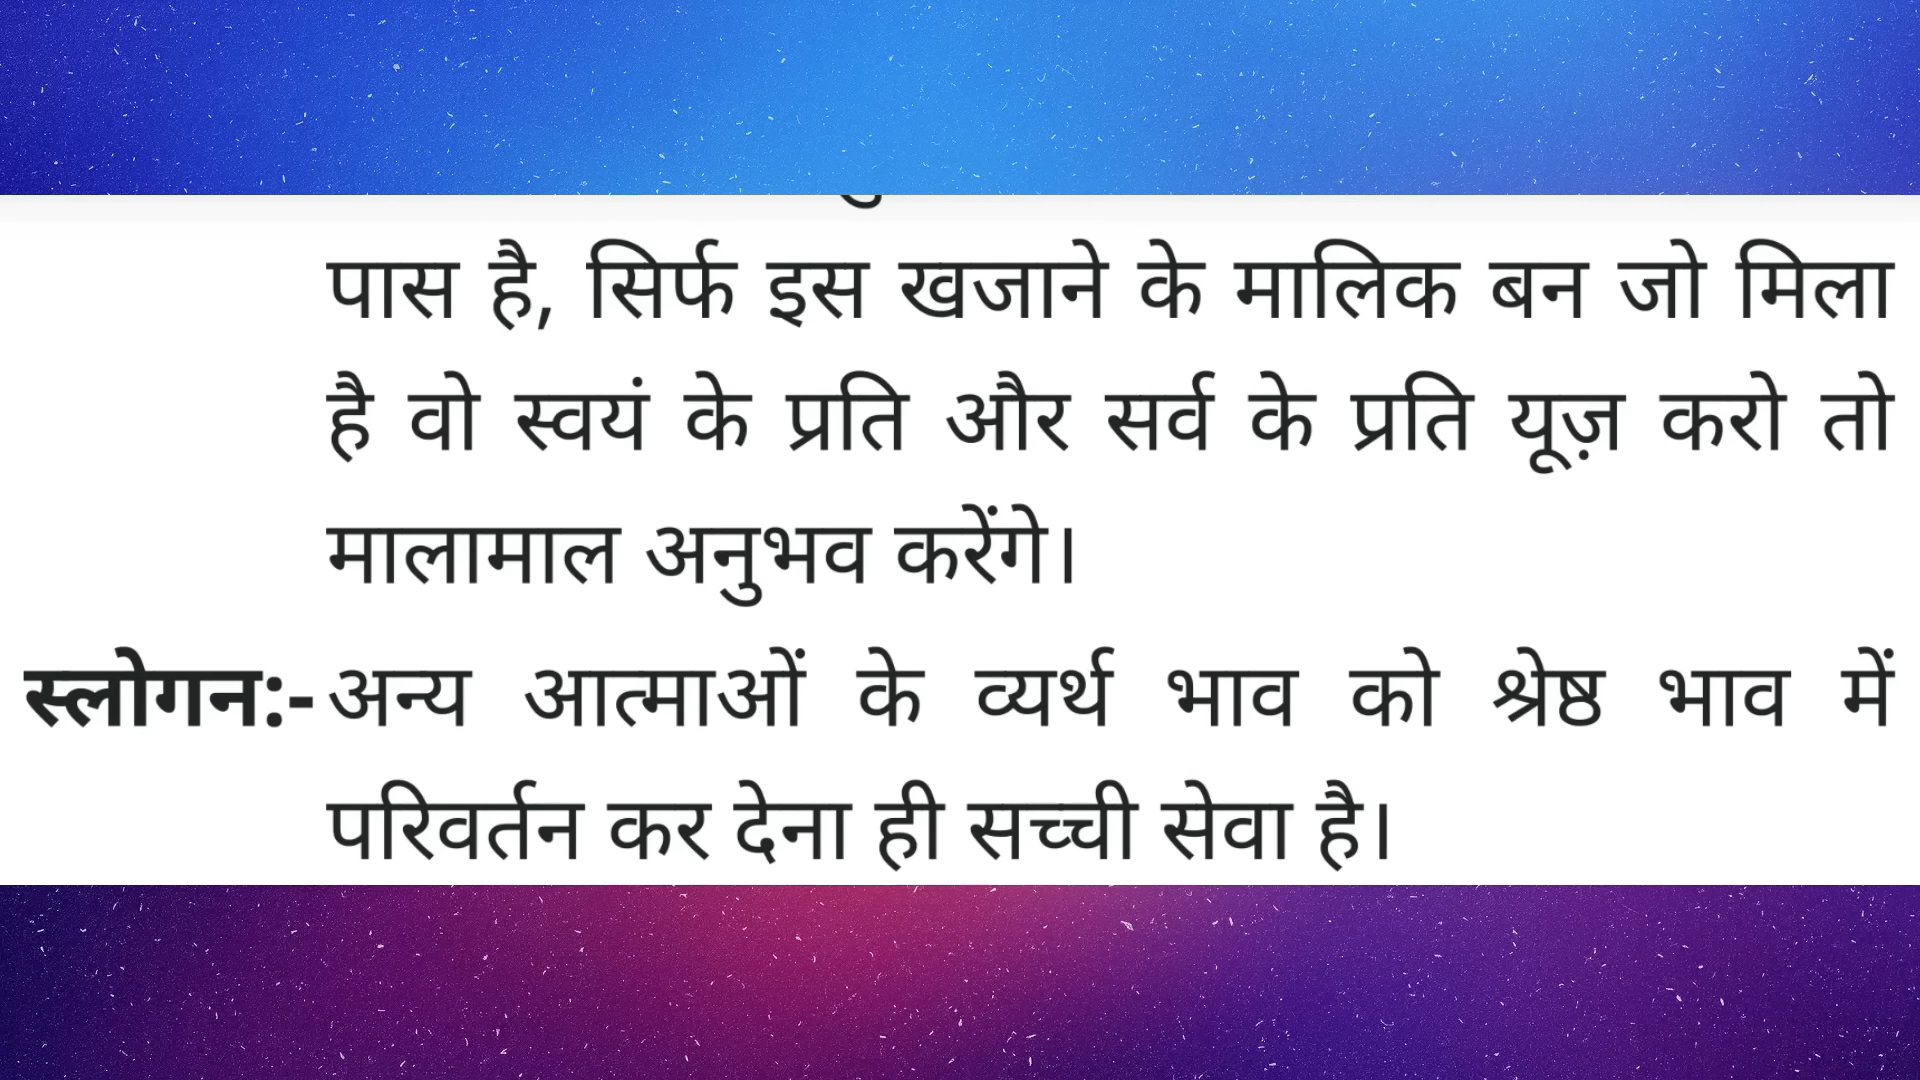 पास है, सिर्फ इस खजाने के मालिक बन जो मिला
है वो स्वयं के प्रति और सर्व के प्रति यूज़ करो तो
मालामाल अनुभव करेंगे।
स्लोगन:- अन्य आत्माओं के व्यर्थ भाव को श्रेष्ठ भाव में
परिवर्तन कर देना ही सच्ची सेवा है।